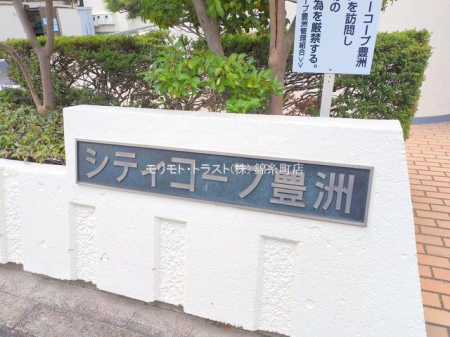 ーコープ豊洲
を訪問し
の
為を厳禁する。
プ豊洲管理組合
シティコープ豊洲
モリモト・トラスト(株) 錦糸町店